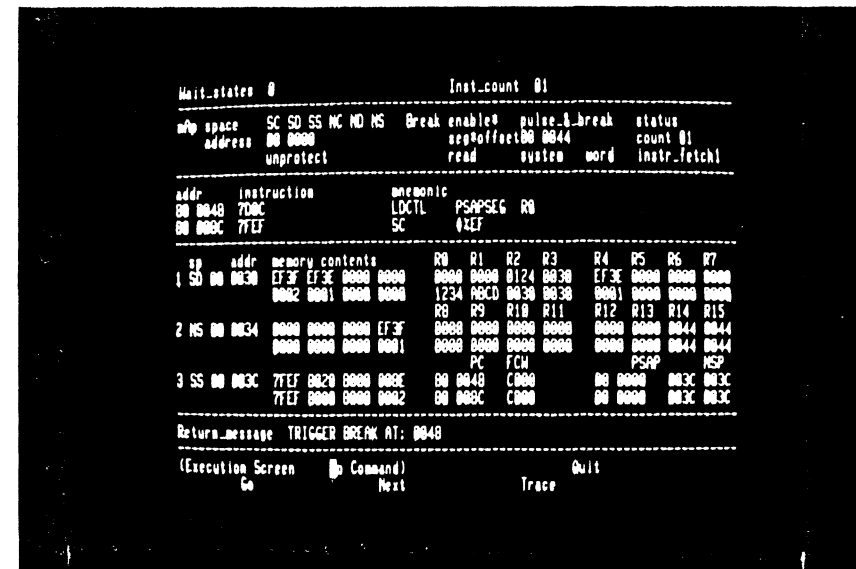 Wait_states 0 Inst_count 01
mAp space SC SD SS NC ND NS Break enable* pulse_&_break status
address 00 0000 seg*offset00 0044 count 01
unprotect read system word instr_fetch1
addr instruction mnemonic
00 0048 7D0C LDCTL PSAPSEG R0
00 008C 7FEF SC #%EF
sp addr memory contents R0 R1 R2 R3 R4 R5 R6 R7
1 SD 00 0030 EF3F EF3E 0000 0000 0000 0000 0124 0030 EF3E 0000 0000 0000
0002 0001 0000 0000 1234 ABCD 0030 0030 0001 0000 0000 0000
R8 R9 R10 R11 R12 R13 R14 R15
2 NS 00 0034 0000 0000 0000 EF3F 0000 0000 0000 0000 0000 0000 0044 0044
0000 0000 0000 0001 0000 0000 0000 0000 0000 0000 0044 0044
PC FCW PSAP NSP
3 SS 00 003C 7FEF 0020 0000 008E 00 0048 C000 00 0000 003C 003C
7FEF 0000 0000 0002 00 008C C000 00 0000 003C 003C
Return_message TRIGGER BREAK AT: 0048
(Execution Screen Command) Quit
Go Next Trace